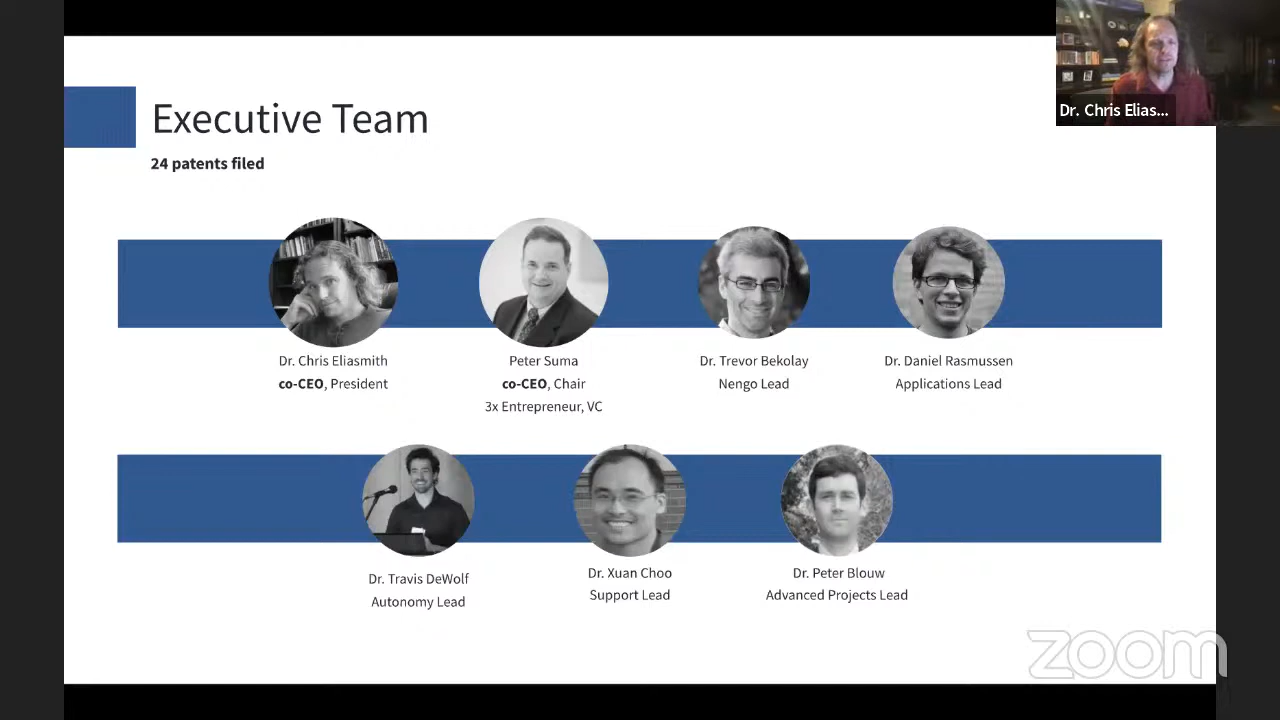 Executive Team
24 patents filed
Dr. Chris Elias...
Dr. Chris Eliasmith
co-CEO, President
Peter Suma
co-CEO, Chair
3x Entrepreneur, VC
Dr. Trevor Bekolay
Nengo Lead
Dr. Daniel Rasmussen
Applications Lead
Dr. Travis DeWolf
Autonomy Lead
Dr. Xuan Choo
Support Lead
Dr. Peter Blouw
Advanced Projects Lead
zoom